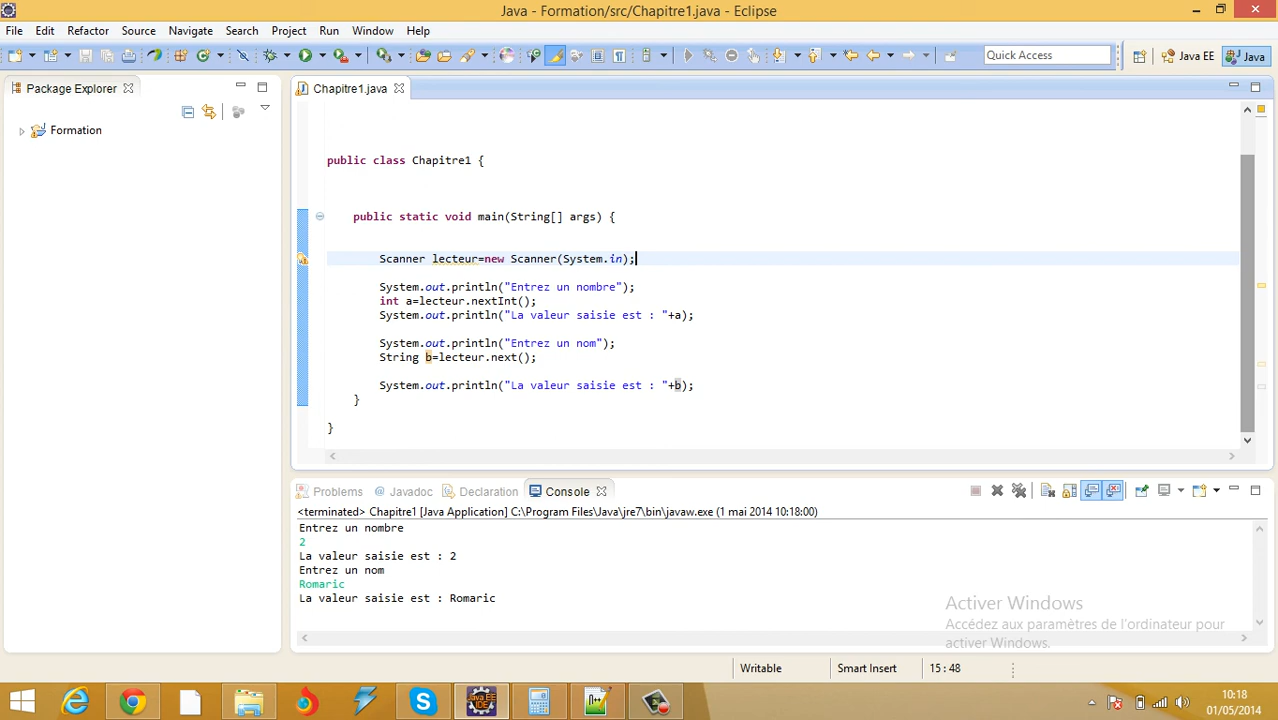 Java - Formation/src/Chapitre1.java - Eclipse
File Edit Refactor Source Navigate Search Project Run Window Help
Quick Access
Java EE
Java
Package Explorer
Chapitre1.java
Formation
public class Chapitre1 {
public static void main(String[] args) {
Scanner lecteur=new Scanner(System.in);
System.out.println("Entrez un nombre");
int a=lecteur.nextInt();
System.out.println("La valeur saisie est : "+a);
System.out.println("Entrez un nom");
String b=lecteur.next();
System.out.println("La valeur saisie est : "+b);
}
}
Problems @ Javadoc Declaration Console
<terminated> Chapitre1 [Java Application] C:\Program Files\Java\jre7\bin\javaw.exe (1 mai 2014 10:18:00)
Entrez un nombre
2
La valeur saisie est : 2
Entrez un nom
Romaric
La valeur saisie est : Romaric
Activer Windows
Accédez aux paramètres de l'ordinateur pour
activer Windows.
Writable Smart Insert 15 : 48
Java EE
IDE
10:18
01/05/2014